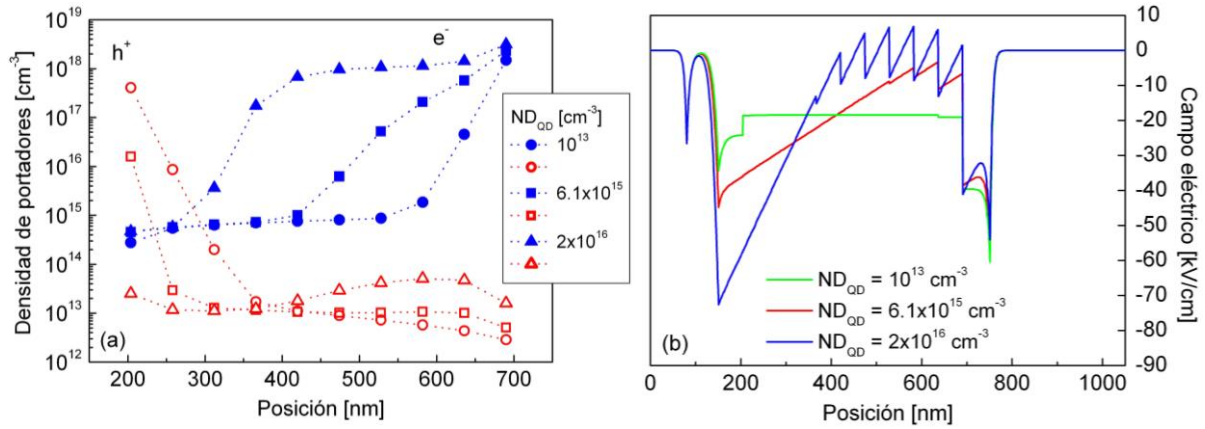 10^19
10^18
10^17
10^16
10^15
10^14
10^13
10^12
Densidad de portadores [cm^-3]
h^+
e^-
ND_QD [cm^-3]
10^13
6.1x10^15
2x10^16
(a)
200 300 400 500 600 700
Posición [nm]
10
0
-10
-20
-30
-40
-50
-60
-70
-80
-90
Campo eléctrico [kV/cm]
ND_QD = 10^13 cm^-3
ND_QD = 6.1x10^15 cm^-3
ND_QD = 2x10^16 cm^-3
(b)
0 200 400 600 800 1000
Posición [nm]